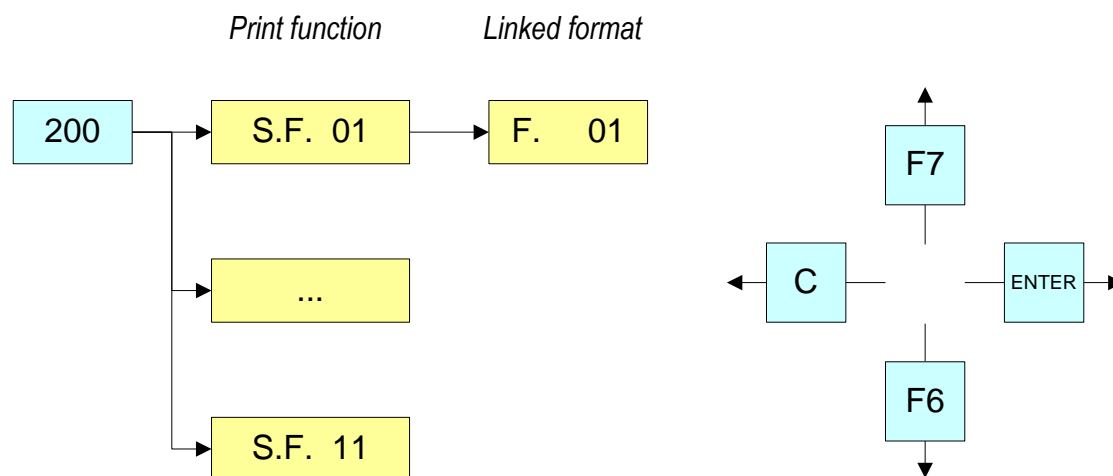 Print function
Linked format
200
S.F. 01
F. 01
...
S.F. 11
F7
C
ENTER
F6